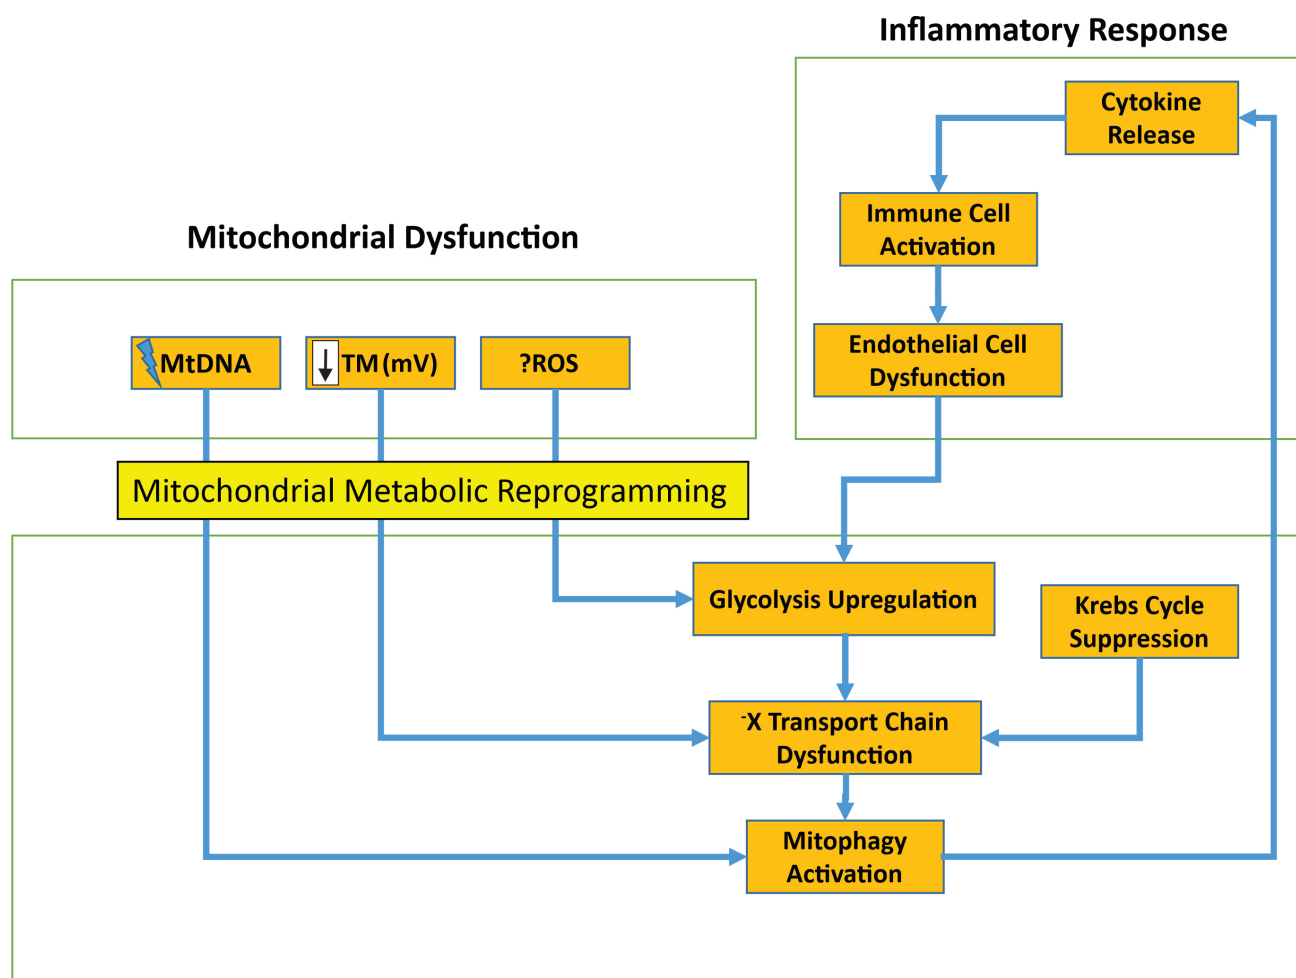 Inflammatory Response
Cytokine
Release
Immune Cell
Activation
Endothelial Cell
Dysfunction
Mitochondrial Dysfunction
MtDNA
TM (mV)
?ROS
Mitochondrial Metabolic Reprogramming
Glycolysis Upregulation
Krebs Cycle
Suppression
⁻X Transport Chain
Dysfunction
Mitophagy
Activation